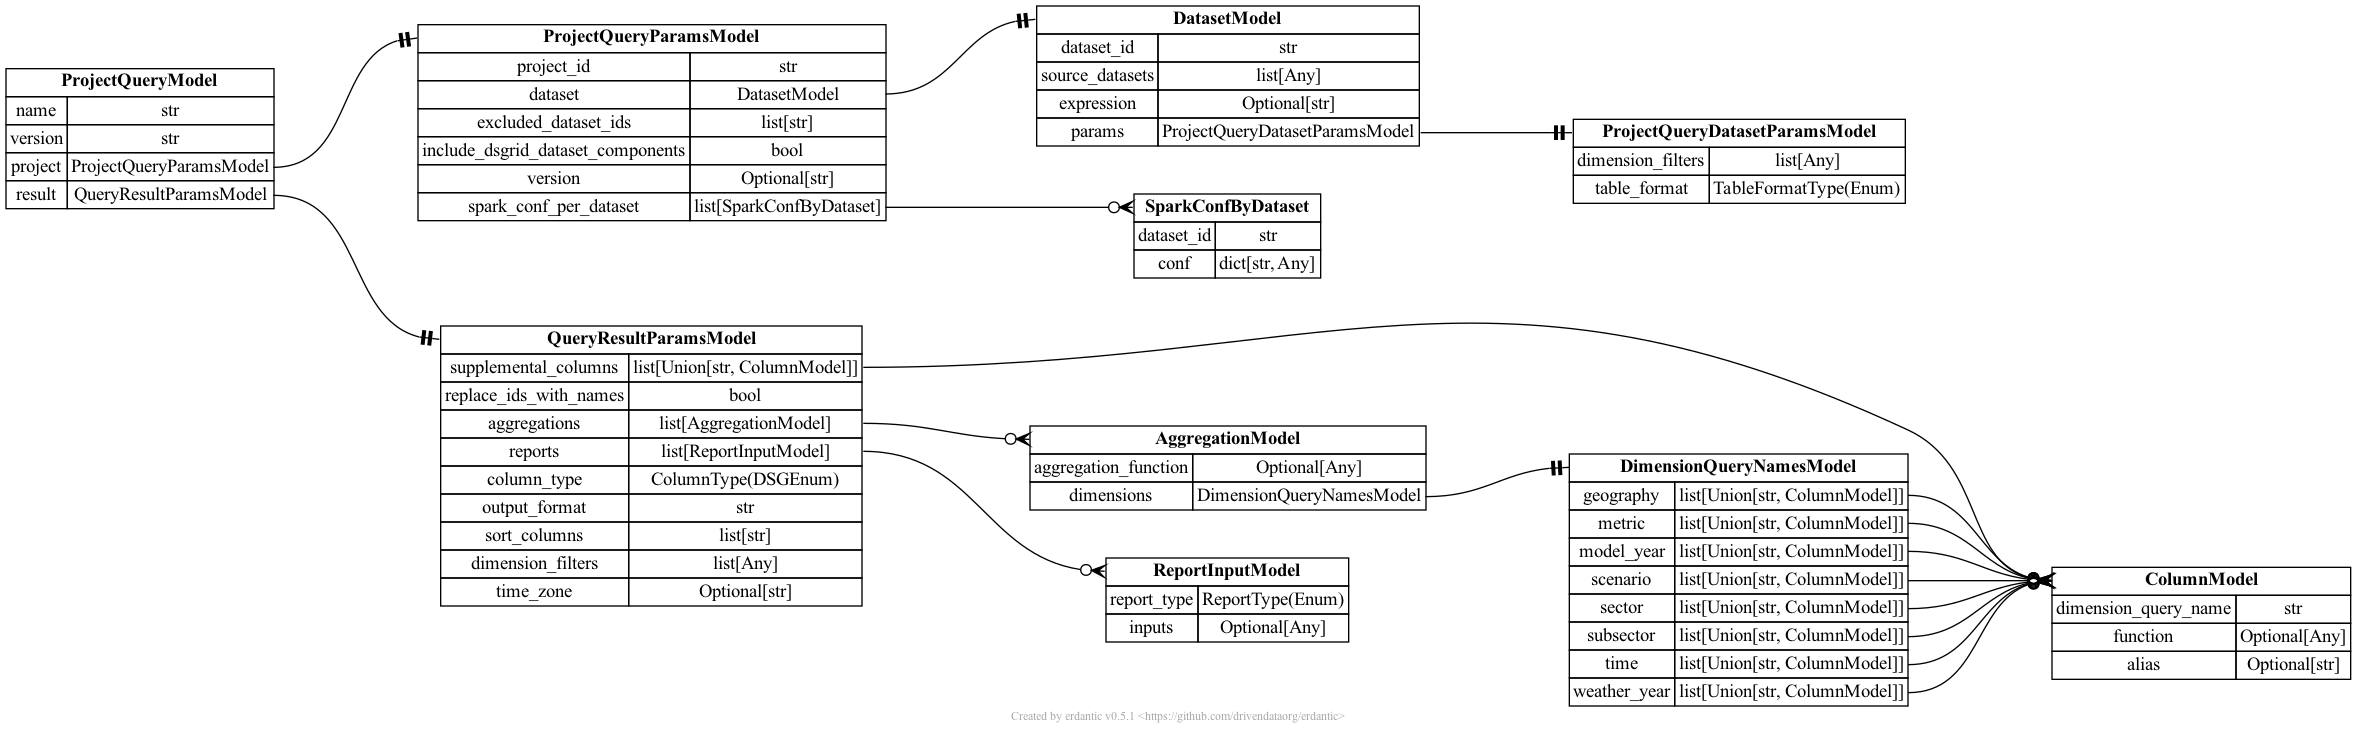 ProjectQueryModel
name str
version str
project ProjectQueryParamsModel
result QueryResultParamsModel
ProjectQueryParamsModel
project_id str
dataset DatasetModel
excluded_dataset_ids list[str]
include_dsgrid_dataset_components bool
version Optional[str]
spark_conf_per_dataset list[SparkConfByDataset]
DatasetModel
dataset_id str
source_datasets list[Any]
expression Optional[str]
params ProjectQueryDatasetParamsModel
ProjectQueryDatasetParamsModel
dimension_filters list[Any]
table_format TableFormatType(Enum)
SparkConfByDataset
dataset_id str
conf dict[str, Any]
QueryResultParamsModel
supplemental_columns list[Union[str, ColumnModel]]
replace_ids_with_names bool
aggregations list[AggregationModel]
reports list[ReportInputModel]
column_type ColumnType(DSGEnum)
output_format str
sort_columns list[str]
dimension_filters list[Any]
time_zone Optional[str]
AggregationModel
aggregation_function Optional[Any]
dimensions DimensionQueryNamesModel
ReportInputModel
report_type ReportType(Enum)
inputs Optional[Any]
DimensionQueryNamesModel
geography list[Union[str, ColumnModel]]
metric list[Union[str, ColumnModel]]
model_year list[Union[str, ColumnModel]]
scenario list[Union[str, ColumnModel]]
sector list[Union[str, ColumnModel]]
subsector list[Union[str, ColumnModel]]
time list[Union[str, ColumnModel]]
weather_year list[Union[str, ColumnModel]]
ColumnModel
dimension_query_name str
function Optional[Any]
alias Optional[str]
Created by erdantic v0.5.1 <https://github.com/drivendataorg/erdantic>